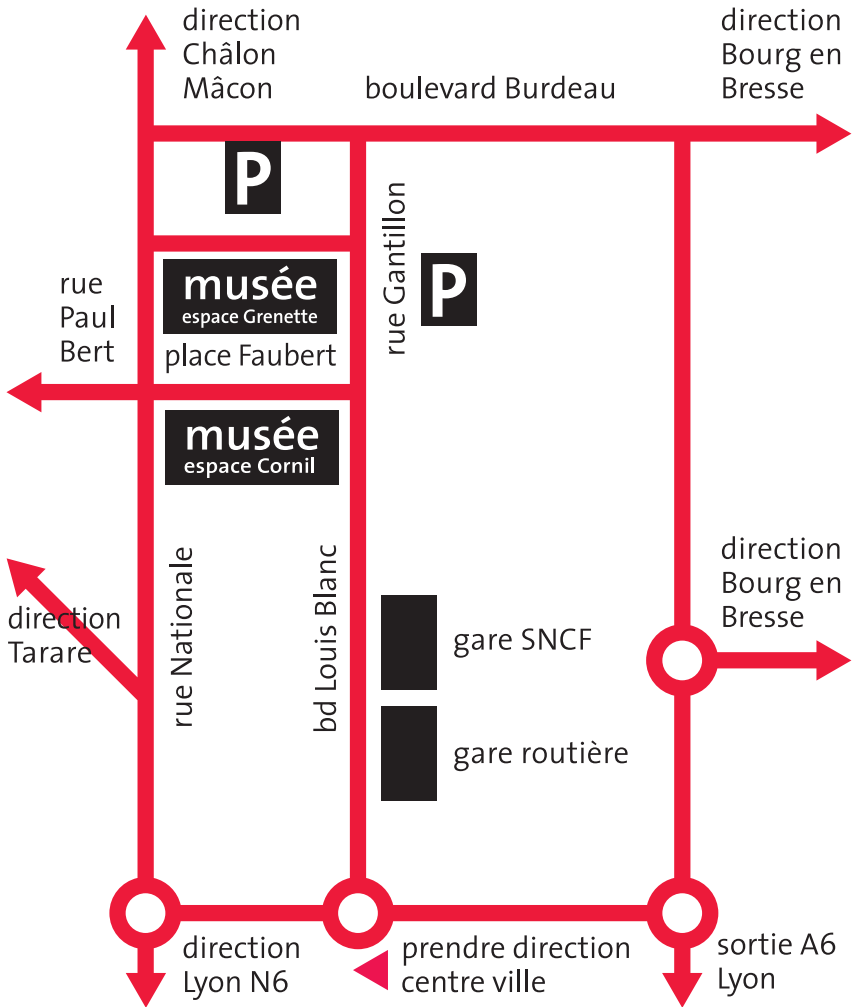 direction
Châlon
Mâcon
boulevard Burdeau
direction
Bourg en
Bresse
P
rue Gantillon
P
rue
Paul
Bert
musée
espace Grenette
place Faubert
musée
espace Cornil
direction
Tarare
rue Nationale
bd Louis Blanc
gare SNCF
gare routière
direction
Bourg en
Bresse
direction
Lyon N6
prendre direction
centre ville
sortie A6
Lyon